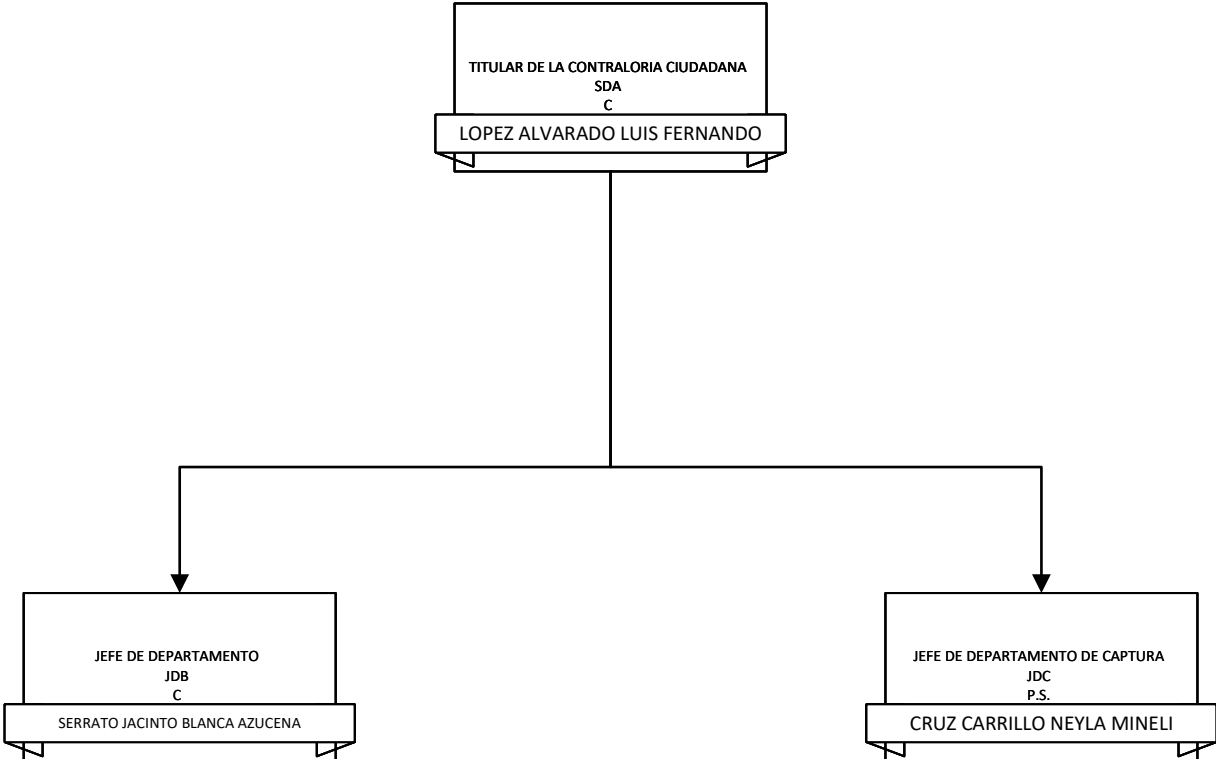 TITULAR DE LA CONTRALORIA CIUDADANA
SDA
C
LOPEZ ALVARADO LUIS FERNANDO
JEFE DE DEPARTAMENTO
JDB
C
SERRATO JACINTO BLANCA AZUCENA
JEFE DE DEPARTAMENTO DE CAPTURA
JDC
P.S.
CRUZ CARRILLO NEYLA MINELI